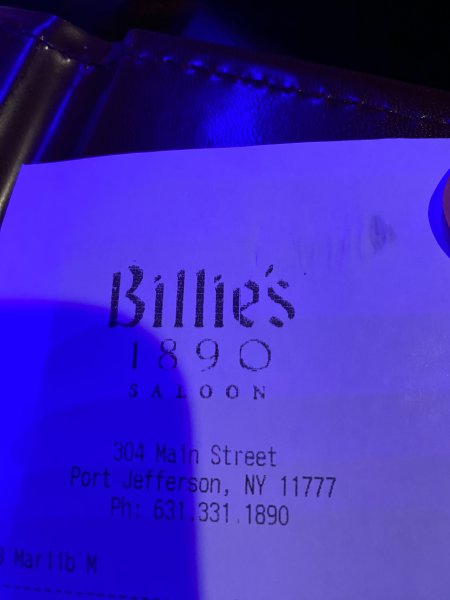 Billie's
1890
SALOON
304 Main Street
Port Jefferson, NY 11777
Ph: 631.331.1890
M